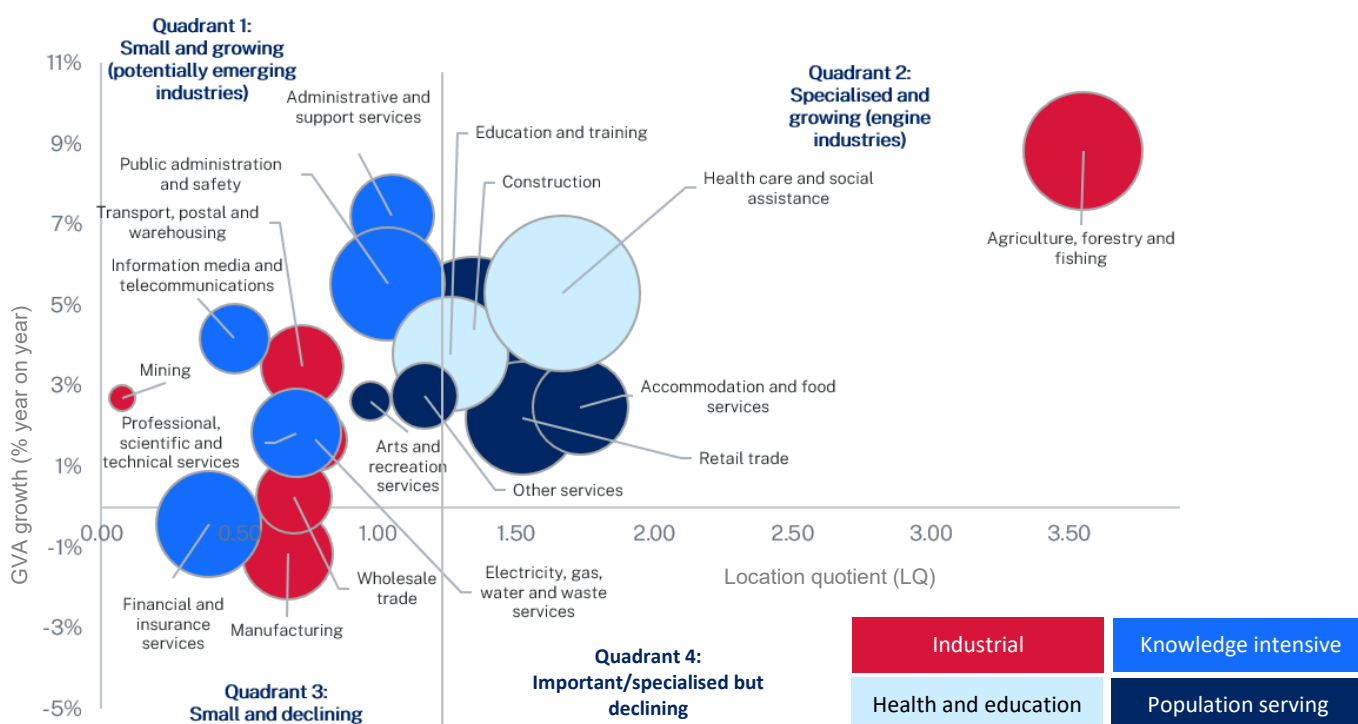 Quadrant 1:
Small and growing
(potentially emerging
industries)
Quadrant 2:
Specialised and
growing (engine
industries)
11%
9%
7%
5%
3%
1%
-1%
-3%
-5%
GVA growth (% year on year)
Administrative and
support services
Education and training
Public administration
and safety
Construction
Health care and social
assistance
Transport, postal and
warehousing
Agriculture, forestry and
fishing
Information media and
telecommunications
Mining
Accommodation and food
services
Professional,
scientific and
technical services
Arts and
recreation
services
Retail trade
Other services
0.00
0.50
1.00
1.50
2.00
2.50
3.00
3.50
Location quotient (LQ)
Wholesale
trade
Electricity, gas,
water and waste
services
Financial and
insurance
services
Manufacturing
Quadrant 3:
Small and declining
Quadrant 4:
Important/specialised but
declining
Industrial
Knowledge intensive
Health and education
Population serving